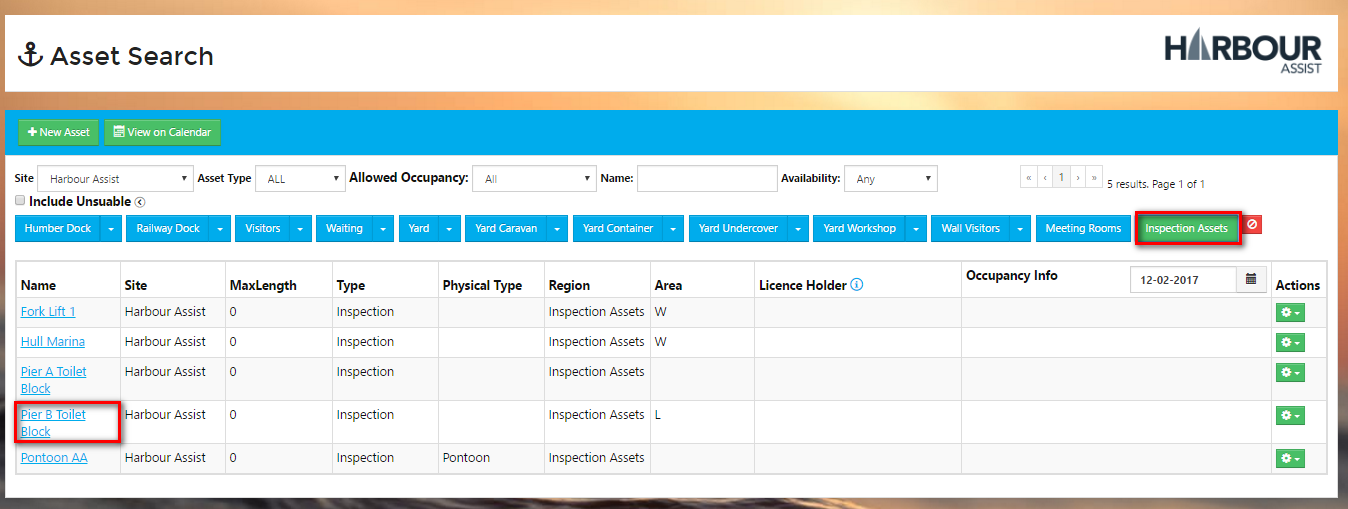 Asset Search
HARBOUR
ASSIST
New Asset
View on Calendar
Site Harbour Assist Asset Type ALL Allowed Occupancy: All Name: Availability: Any « ‹ 1 › » 5 results. Page 1 of 1
Include Unsuable
Humber Dock Railway Dock Visitors Waiting Yard Yard Caravan Yard Container Yard Undercover Yard Workshop Wall Visitors Meeting Rooms Inspection Assets
Name Site MaxLength Type Physical Type Region Area Licence Holder Occupancy Info 12-02-2017 Actions
Fork Lift 1 Harbour Assist 0 Inspection Inspection Assets W
Hull Marina Harbour Assist 0 Inspection Inspection Assets W
Pier A Toilet Harbour Assist 0 Inspection Inspection Assets
Block
Pier B Toilet Harbour Assist 0 Inspection Inspection Assets L
Block
Pontoon AA Harbour Assist 0 Inspection Pontoon Inspection Assets